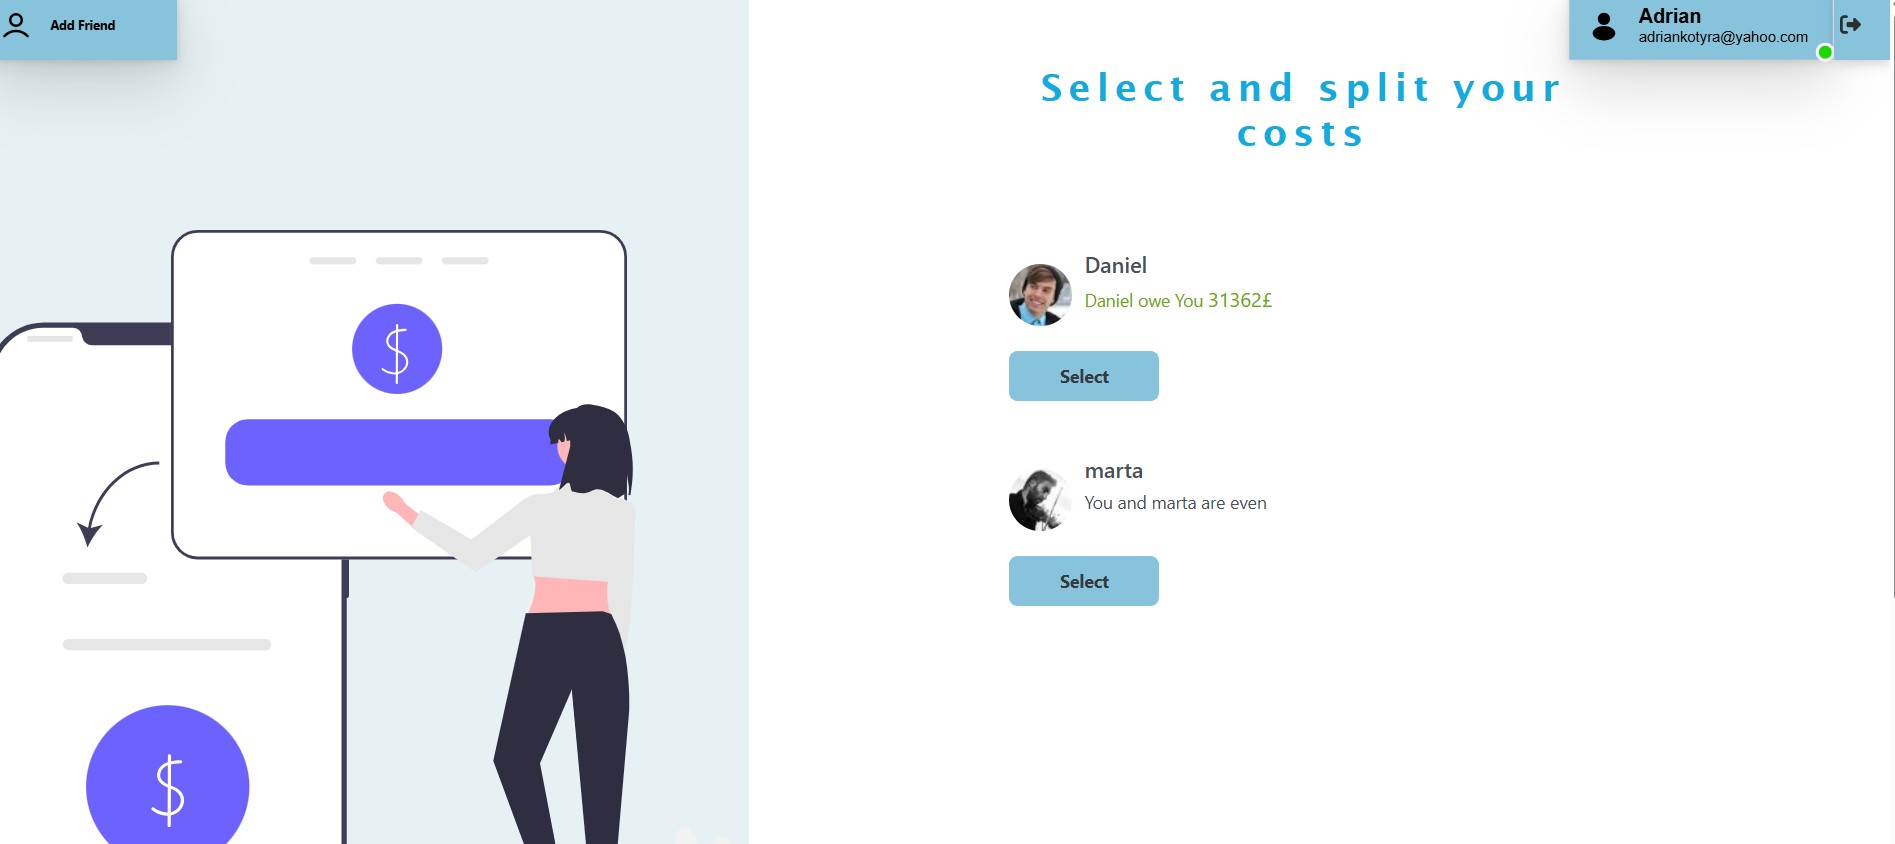 Add Friend
Adrian
adriankotyra@yahoo.com
Select and split your
costs
$
Daniel
Daniel owe You 31362£
Select
marta
You and marta are even
Select
$